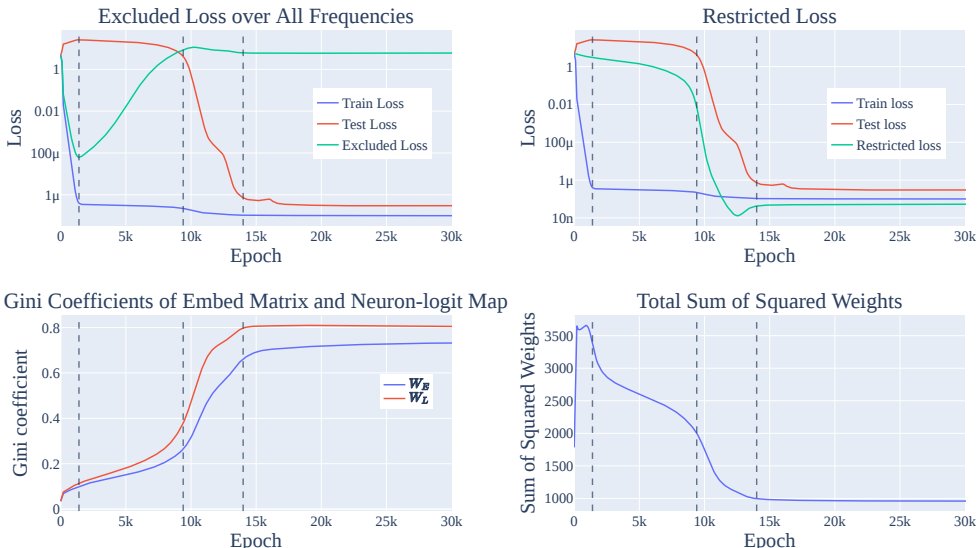 Excluded Loss over All Frequencies
Loss
1
0.01
100μ
1μ
Train Loss
Test Loss
Excluded Loss
0 5k 10k 15k 20k 25k 30k
Epoch
Restricted Loss
Loss
1
0.01
100μ
1μ
10n
Train loss
Test loss
Restricted loss
0 5k 10k 15k 20k 25k 30k
Epoch
Gini Coefficients of Embed Matrix and Neuron-logit Map
Gini coefficient
0.8
0.6
0.4
0.2
0
W_E
W_L
0 5k 10k 15k 20k 25k 30k
Epoch
Total Sum of Squared Weights
Sum of Squared Weights
3500
3000
2500
2000
1500
1000
0 5k 10k 15k 20k 25k 30k
Epoch